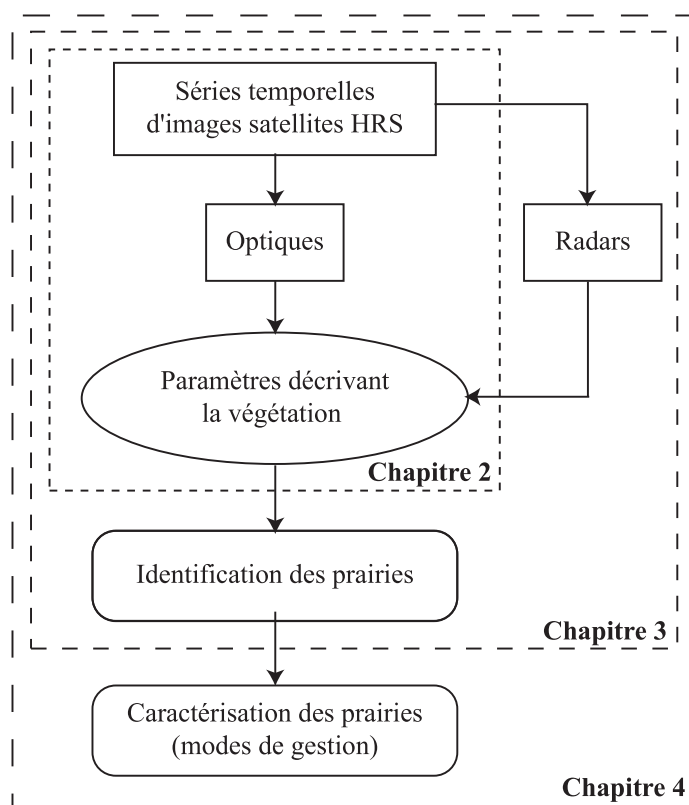 Séries temporelles
d'images satellites HRS
Optiques
Radars
Paramètres décrivant
la végétation
Chapitre 2
Identification des prairies
Chapitre 3
Caractérisation des prairies
(modes de gestion)
Chapitre 4